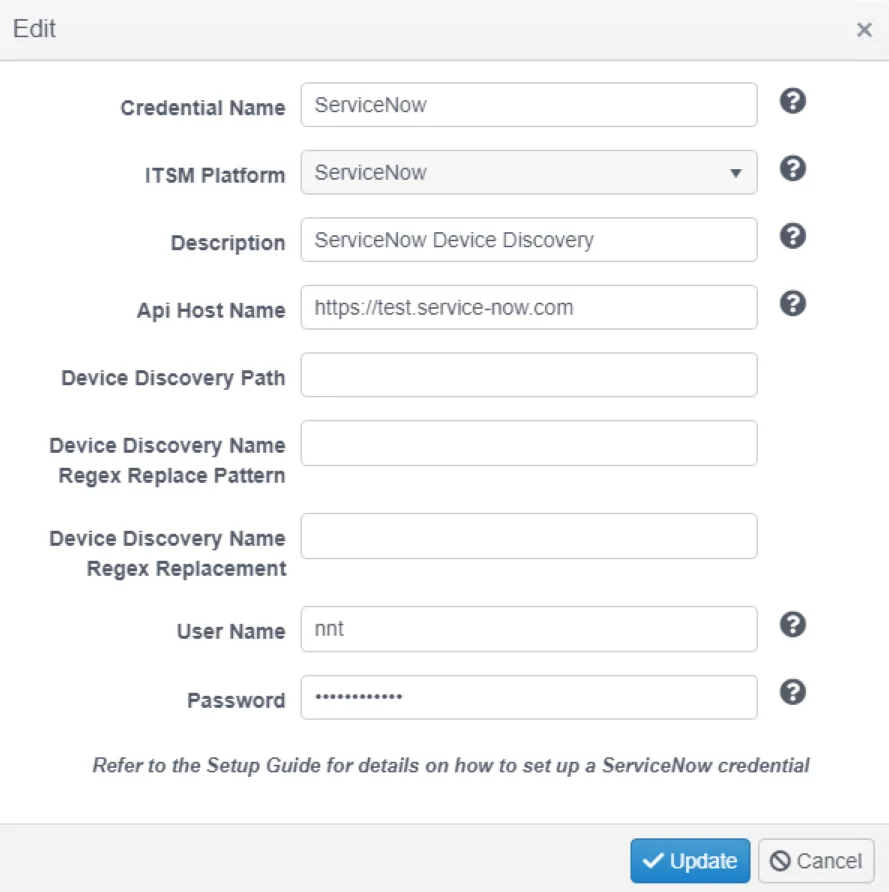 Edit
Credential Name ServiceNow
ITSM Platform ServiceNow
Description ServiceNow Device Discovery
Api Host Name https://test.service-now.com
Device Discovery Path
Device Discovery Name
Regex Replace Pattern
Device Discovery Name
Regex Replacement
User Name nnt
Password ••••••••••••
Refer to the Setup Guide for details on how to set up a ServiceNow credential
Update Cancel